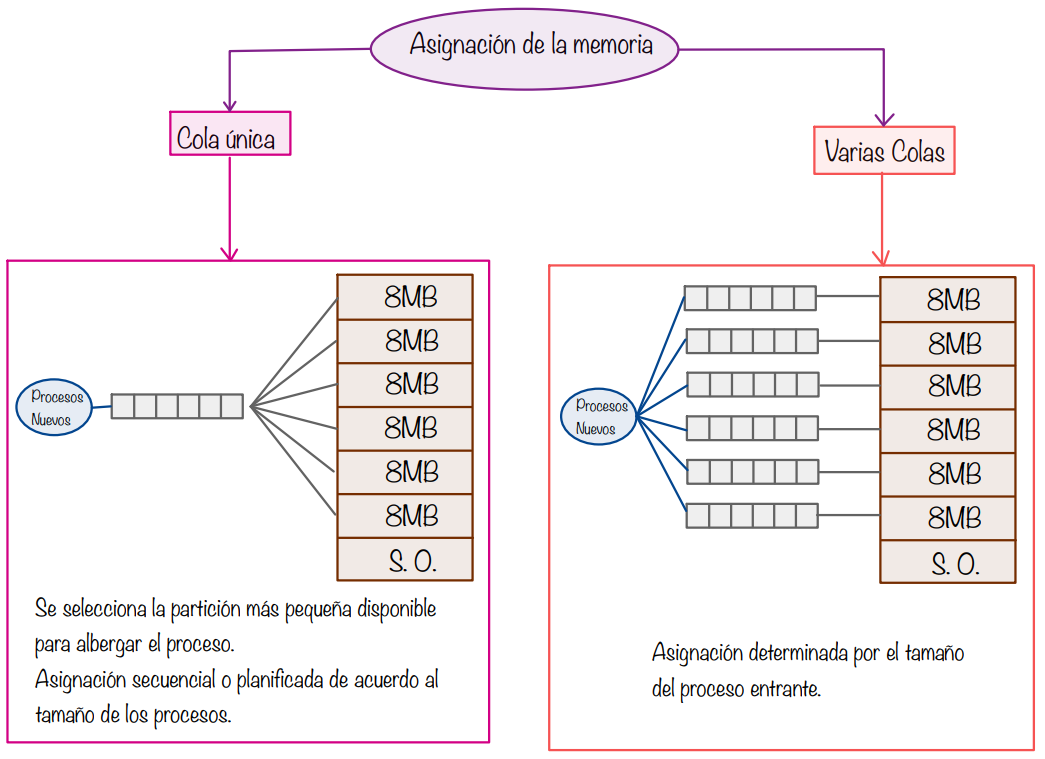 Asignación de la memoria
Cola única
Varias Colas
Procesos
Nuevos
8MB
8MB
8MB
8MB
8MB
8MB
S. O.
Se selecciona la partición más pequeña disponible
para albergar el proceso.
Asignación secuencial o planificada de acuerdo al
tamaño de los procesos.
Procesos
Nuevos
8MB
8MB
8MB
8MB
8MB
8MB
S. O.
Asignación determinada por el tamaño
del proceso entrante.